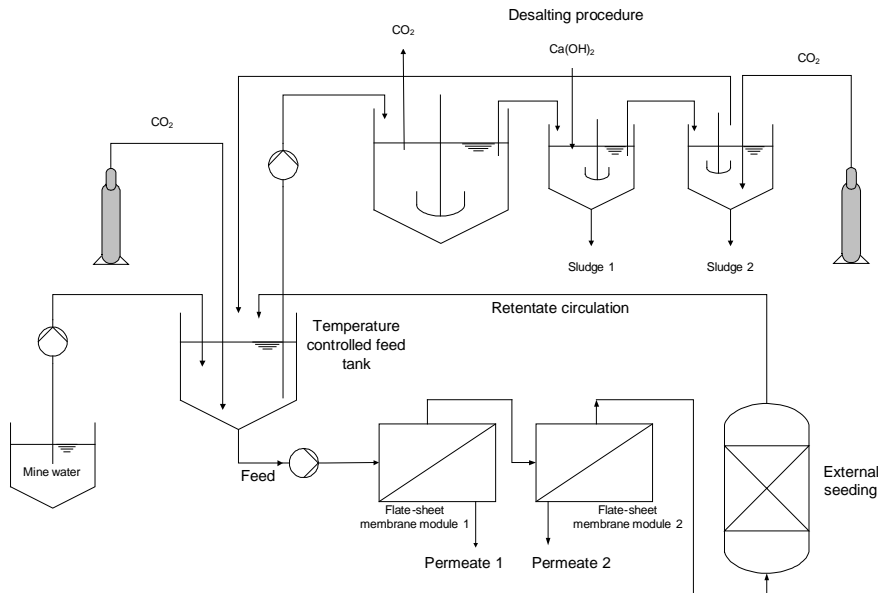 Desalting procedure
CO₂
Ca(OH)₂
CO₂
CO₂
Sludge 1
Sludge 2
Retentate circulation
Temperature
controlled feed
tank
Mine water
Feed
Flate-sheet
membrane module 1
Flate-sheet
membrane module 2
External
seeding
Permeate 1
Permeate 2